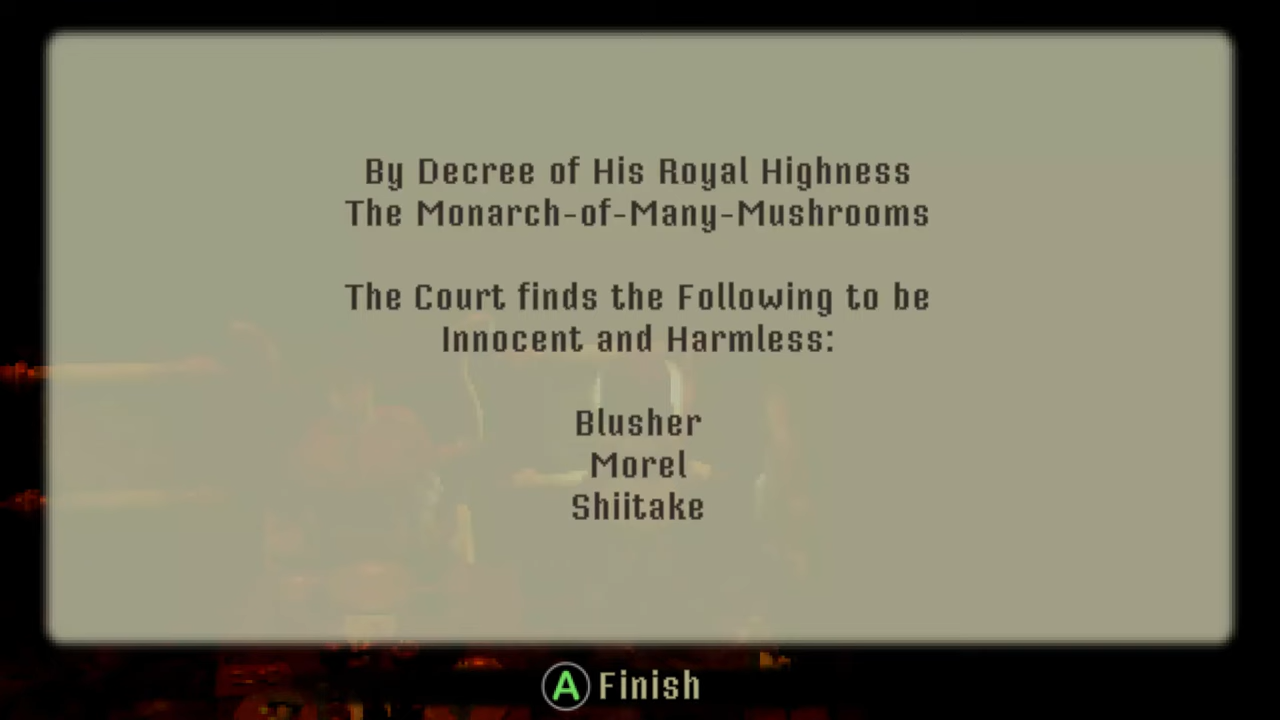 By Decree of His Royal Highness
The Monarch-of-Many-Mushrooms
The Court finds the Following to be
Innocent and Harmless:
Blusher
Morel
Shiitake
A Finish